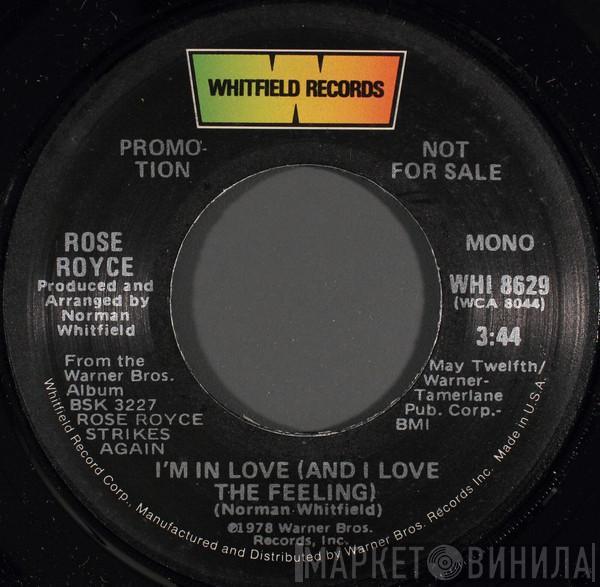 WHITFIELD RECORDS
PROMO-
TION
NOT
FOR SALE
ROSE
ROYCE
Produced and
Arranged by
Norman
Whitfield
From the
Warner Bros.
Album
BSK 3227
ROSE ROYCE
STRIKES
AGAIN
MONO
WHI 8629
(WCA 8044)
3:44
May Twelfth/
Warner-
Tamerlane
Pub. Corp.-
BMI
I'M IN LOVE (AND I LOVE
THE FEELING)
(Norman Whitfield)
℗1978 Warner Bros.
Records, Inc.
Whitfield Record Corp., Manufactured and Distributed by Warner Bros. Records Inc. Made in U.S.A.
МАРКЕТ ВИНИЛА